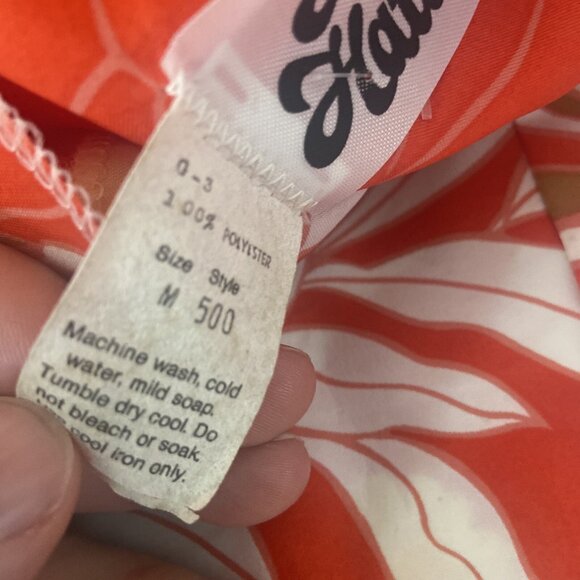 0-3
100% POLYESTER
Size Style
M 500
Machine wash, cold
water, mild soap.
Tumble dry cool. Do
not bleach or soak.
cool iron only.